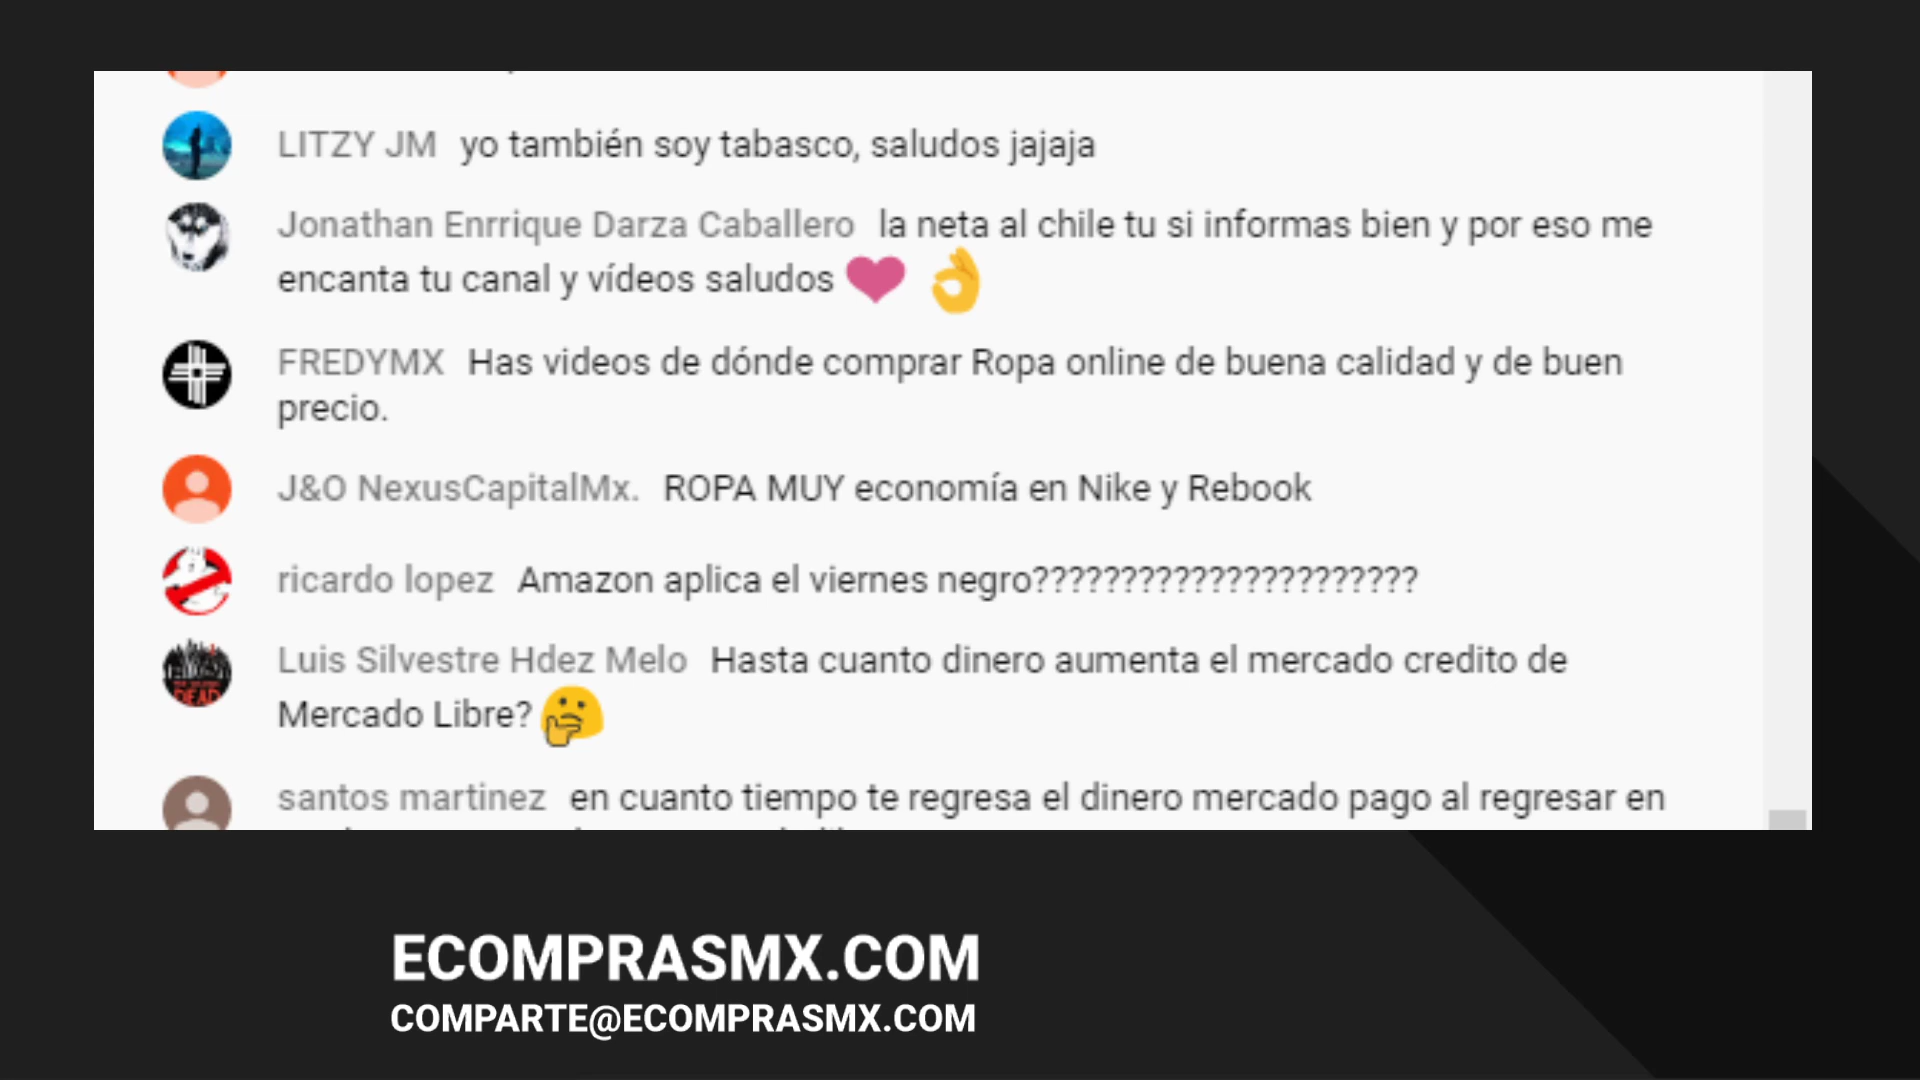 LITZY JM yo también soy tabasco, saludos jajaja
Jonathan Enrrique Darza Caballero la neta al chile tu si informas bien y por eso me
encanta tu canal y vídeos saludos
FREDYMX Has videos de dónde comprar Ropa online de buena calidad y de buen
precio.
J&O NexusCapitalMx. ROPA MUY economía en Nike y Rebook
ricardo lopez Amazon aplica el viernes negro??????????????????????
Luis Silvestre Hdez Melo Hasta cuanto dinero aumenta el mercado credito de
Mercado Libre?
santos martinez en cuanto tiempo te regresa el dinero mercado pago al regresar en
ECOMPRASMX.COM
COMPARTE@ECOMPRASMX.COM